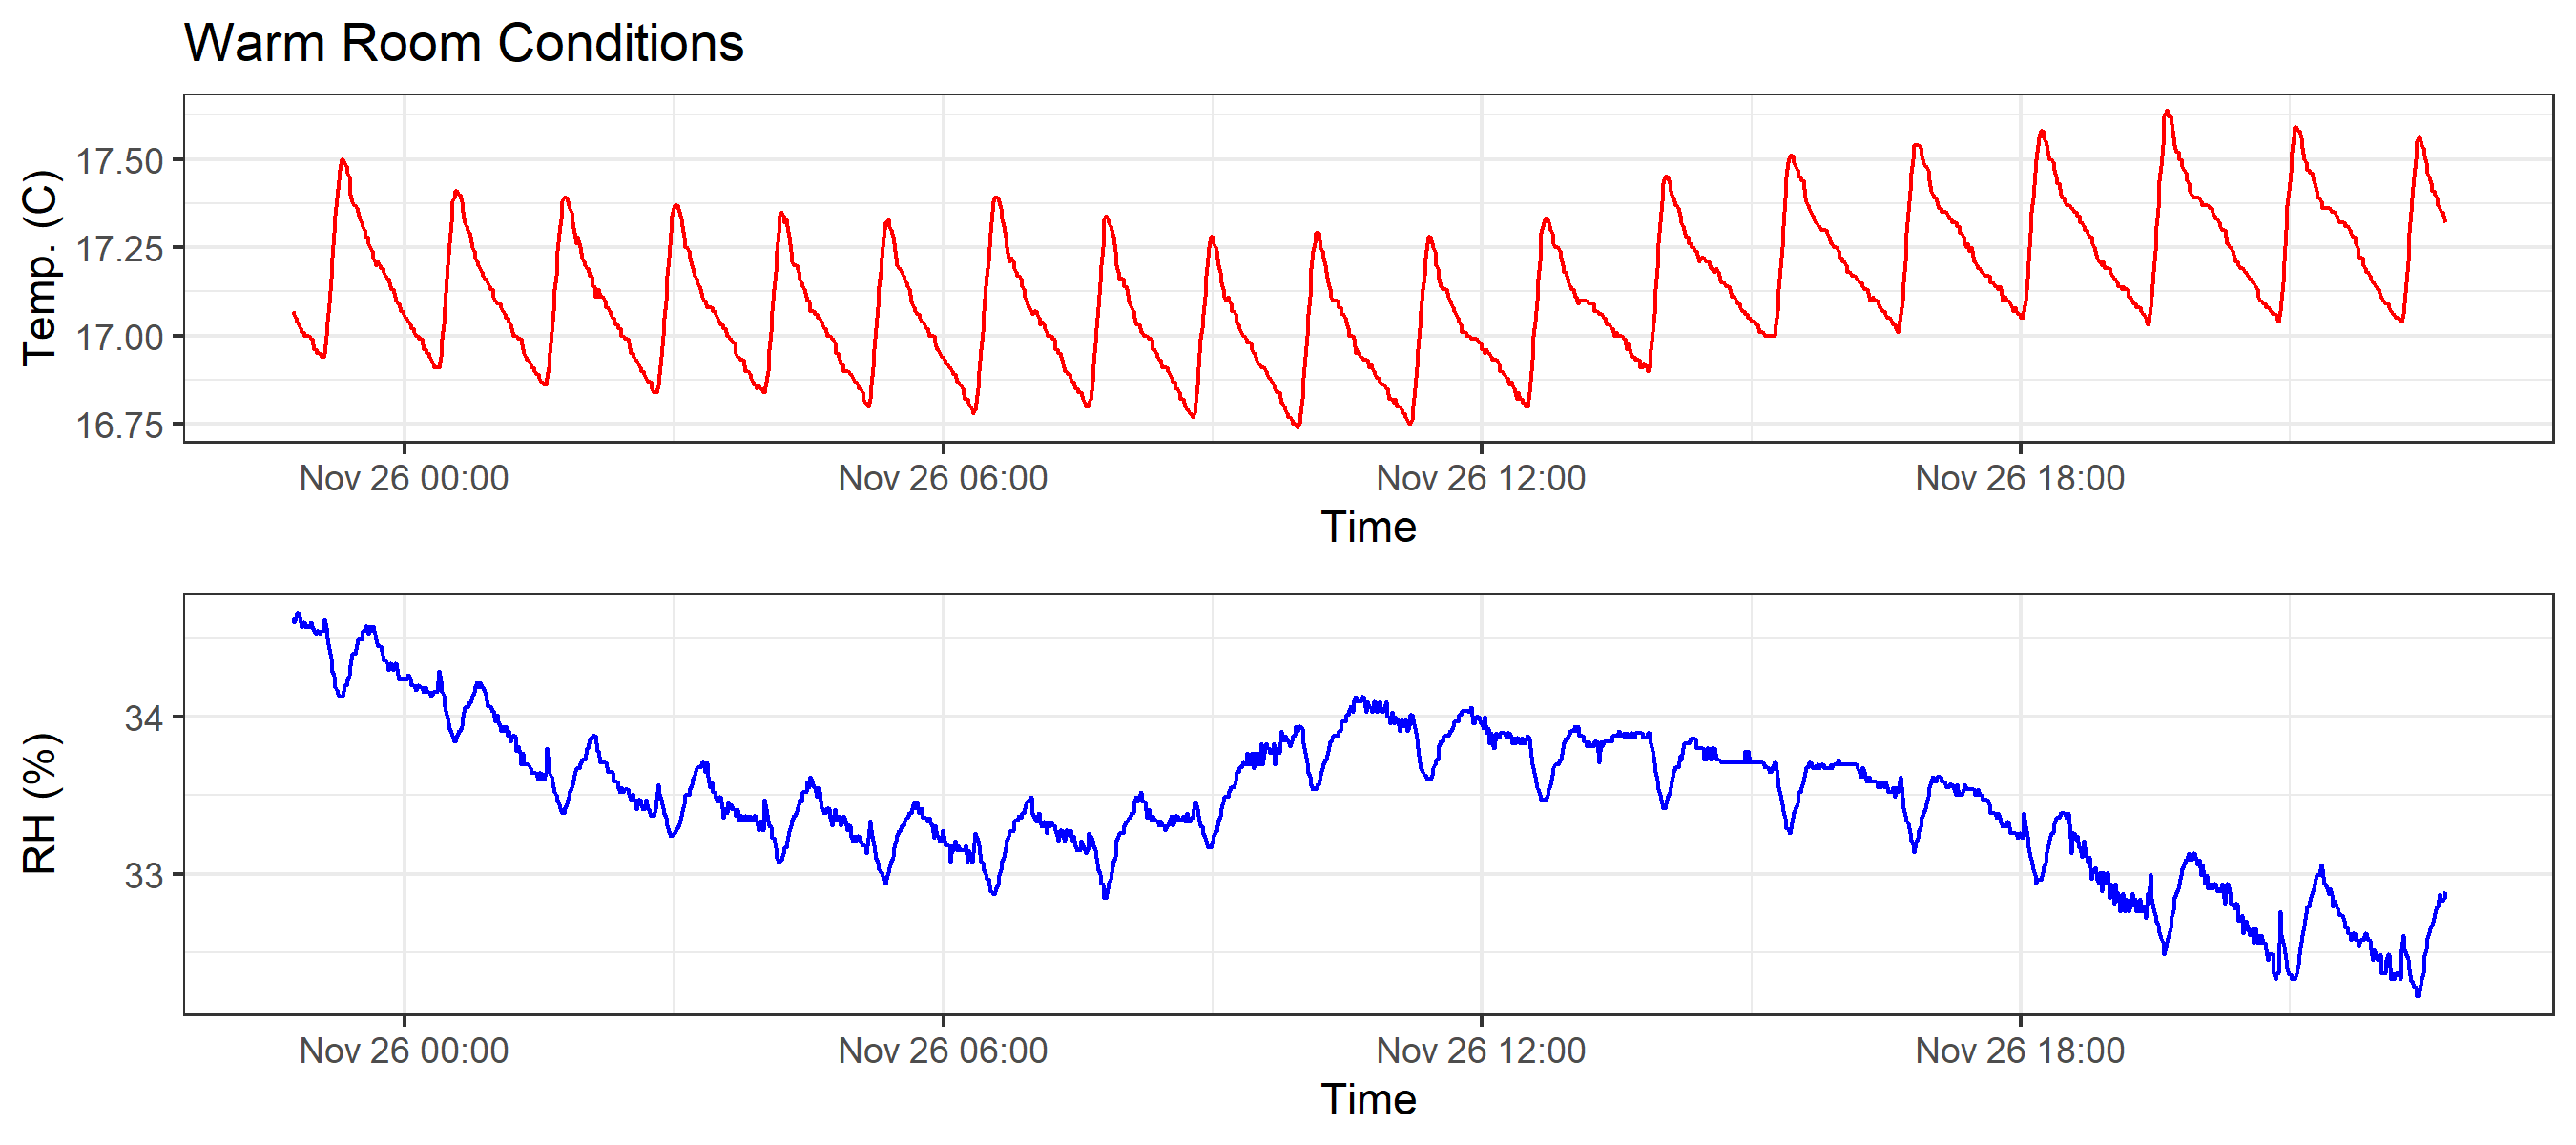 Warm Room Conditions
Temp. (C)
17.50
17.25
17.00
16.75
Nov 26 00:00 Nov 26 06:00 Nov 26 12:00 Nov 26 18:00
Time
RH (%)
34
33
Nov 26 00:00 Nov 26 06:00 Nov 26 12:00 Nov 26 18:00
Time